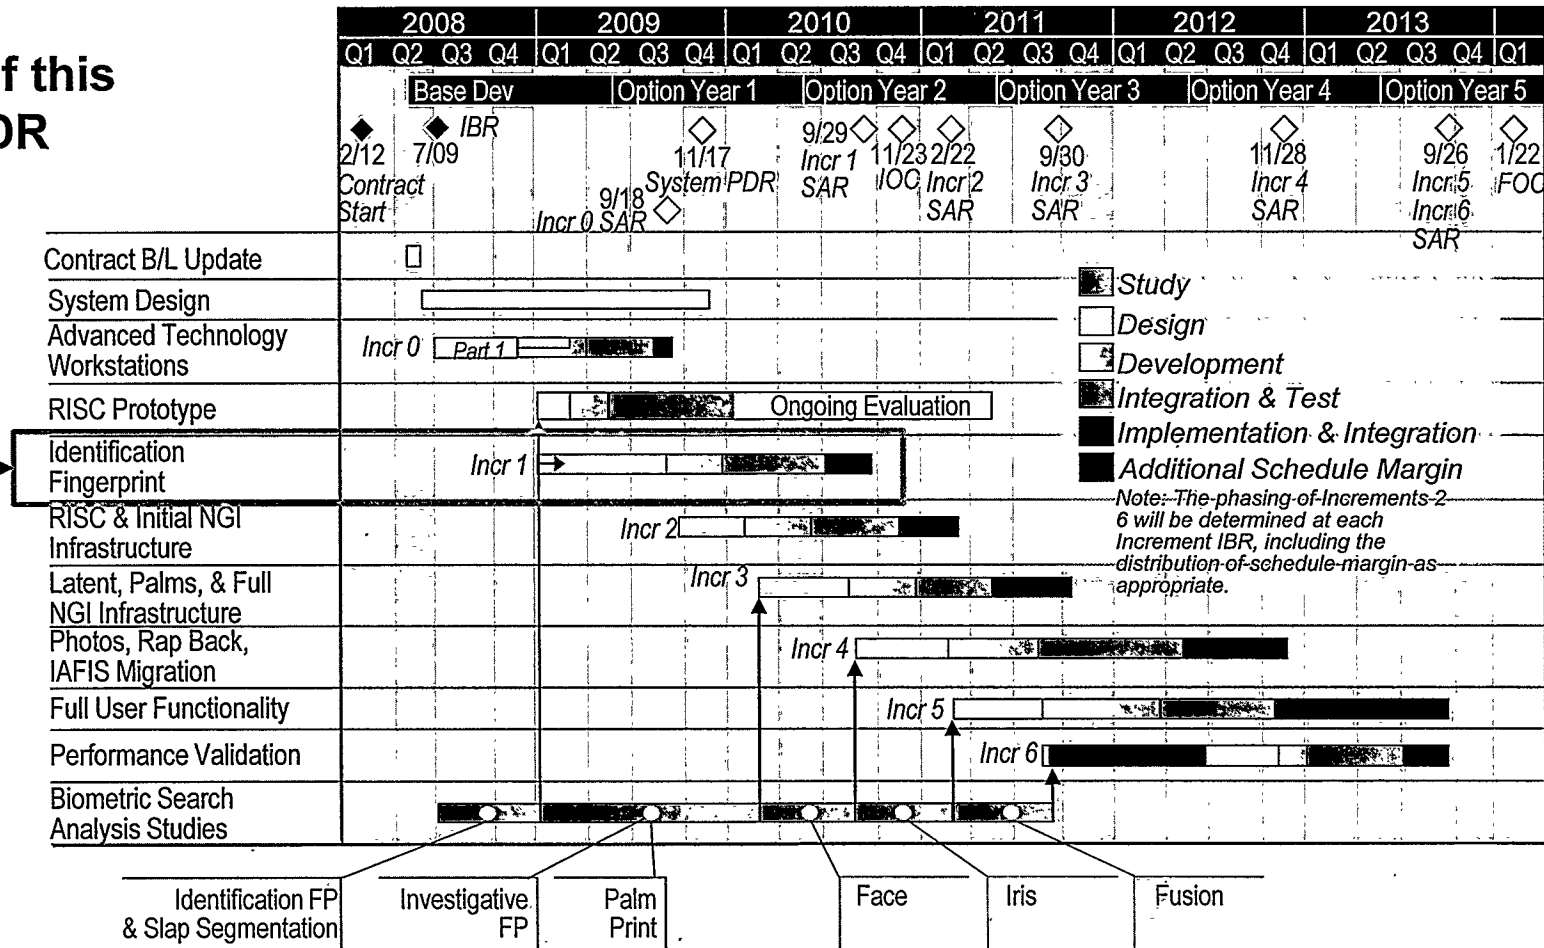 f this
DR
2008 2009 2010 2011 2012 2013
Q1 Q2 Q3 Q4 Q1 Q2 Q3 Q4 Q1 Q2 Q3 Q4 Q1 Q2 Q3 Q4 Q1 Q2 Q3 Q4 Q1 Q2 Q3 Q4 Q1
Base Dev Option Year 1 Option Year 2 Option Year 3 Option Year 4 Option Year 5
2/12
Contract
Start
IBR
7/09
9/18
Incr 0 SAR
11/17
System PDR
9/29
Incr 1
SAR
11/23
IOC
2/22
Incr 2
SAR
9/30
Incr 3
SAR
11/28
Incr 4
SAR
9/26
Incr 5
Incr 6
SAR
1/22
FOC
Contract B/L Update
System Design
Advanced Technology
Workstations
Incr 0
Part 1
RISC Prototype
Ongoing Evaluation
Identification
Fingerprint
Incr 1
RISC & Initial NGI
Infrastructure
Incr 2
Latent, Palms, & Full
NGI Infrastructure
Incr 3
Photos, Rap Back,
IAFIS Migration
Incr 4
Full User Functionality
Incr 5
Performance Validation
Incr 6
Biometric Search
Analysis Studies
Study
Design
Development
Integration & Test
Implementation & Integration
Additional Schedule Margin
Note: The phasing of Increments 2-
6 will be determined at each
Increment IBR, including the
distribution of schedule margin as
appropriate.
Identification FP
& Slap Segmentation
Investigative
FP
Palm
Print
Face
Iris
Fusion